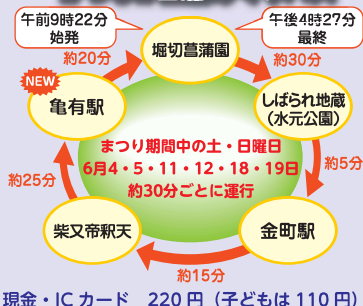 午前9時22分
始発
午後4時27分
最終
堀切菖蒲園
約20分
約30分
NEW
亀有駅
しばられ地蔵
(水元公園)
まつり期間中の土・日曜日
6月4・5・11・12・18・19日
約30分ごとに運行
約5分
約25分
柴又帝釈天
金町駅
約15分
現金・ICカード 220円(子どもは110円)